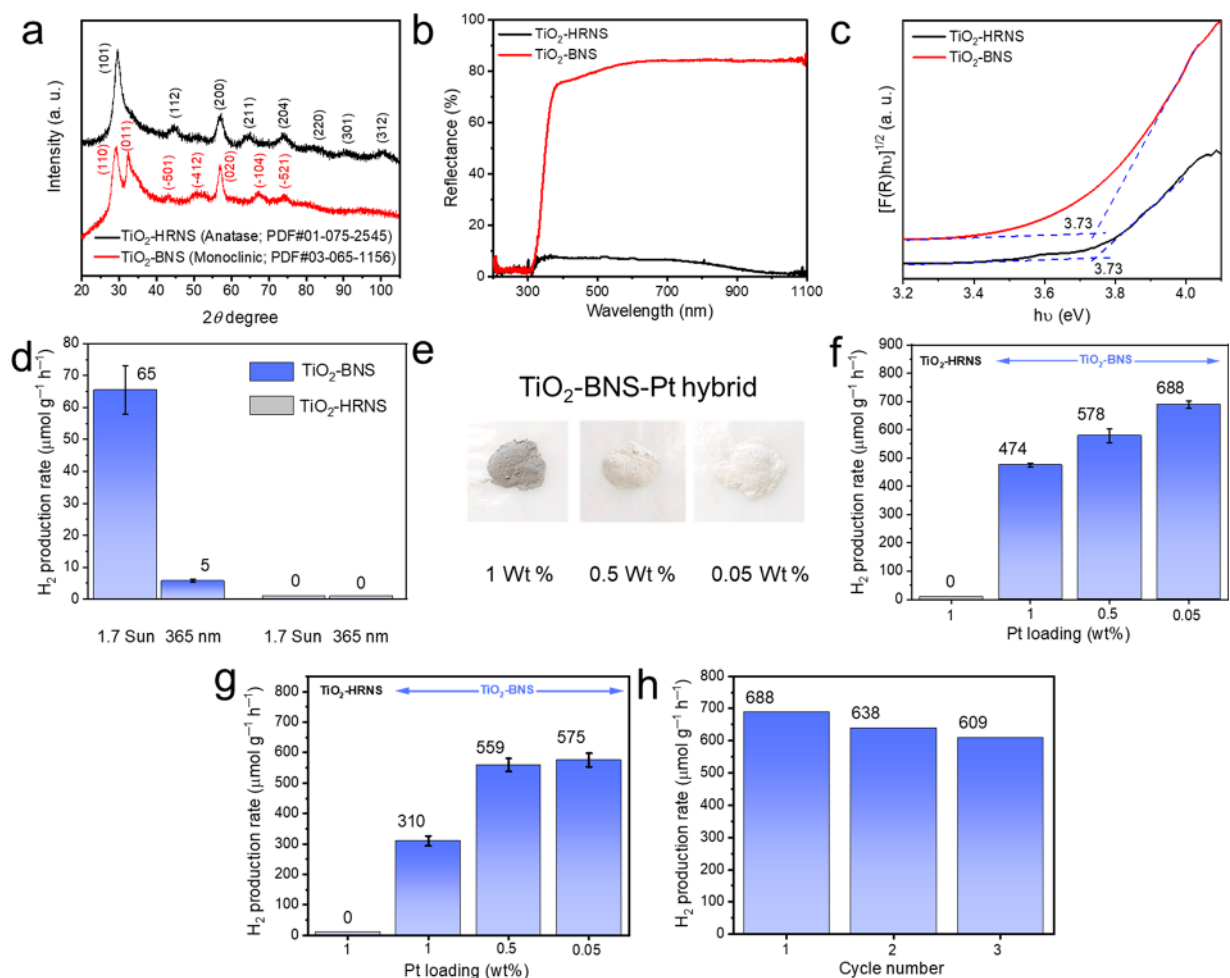 a
Intensity (a. u.)
(101)
(112)
(200)
(211)
(204)
(220)
(301)
(312)
(110)
(011)
(-501)
(-412)
(020)
(-104)
(-521)
TiO₂-HRNS (Anatase; PDF#01-075-2545)
TiO₂-BNS (Monoclinic; PDF#03-065-1156)
20 30 40 50 60 70 80 90 100
2θ degree
b
TiO₂-HRNS
TiO₂-BNS
Reflectance (%)
100
80
60
40
20
0
300 500 700 900 1100
Wavelength (nm)
c
TiO₂-HRNS
TiO₂-BNS
[F(R)hυ]^1/2 (a. u.)
3.73
3.73
3.2 3.4 3.6 3.8 4.0
hυ (eV)
d
H₂ production rate (μmol g⁻¹ h⁻¹)
80
75
70
65
60
55
50
45
40
35
30
25
20
15
10
5
0
65
5
0
0
TiO₂-BNS
TiO₂-HRNS
1.7 Sun 365 nm 1.7 Sun 365 nm
e
TiO₂-BNS-Pt hybrid
1 Wt % 0.5 Wt % 0.05 Wt %
f
H₂ production rate (μmol g⁻¹ h⁻¹)
900
800
700
600
500
400
300
200
100
0
TiO₂-HRNS
TiO₂-BNS
0
474
578
688
1 1 0.5 0.05
Pt loading (wt%)
g
H₂ production rate (μmol g⁻¹ h⁻¹)
800
700
600
500
400
300
200
100
0
TiO₂-HRNS
TiO₂-BNS
0
310
559
575
1 1 0.5 0.05
Pt loading (wt%)
h
H₂ production rate (μmol g⁻¹ h⁻¹)
800
700
600
500
400
300
200
100
0
688
638
609
1 2 3
Cycle number